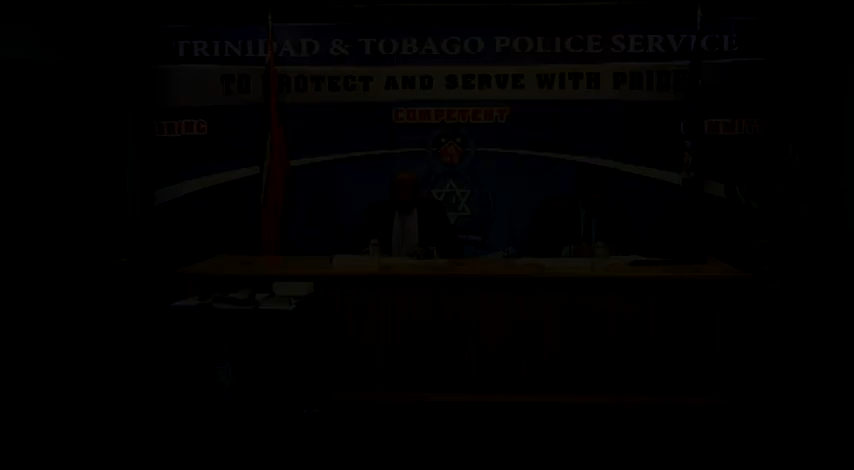 TRINIDAD & TOBAGO POLICE SERVICE
TO PROTECT AND SERVE WITH PRIDE
COMPETENT